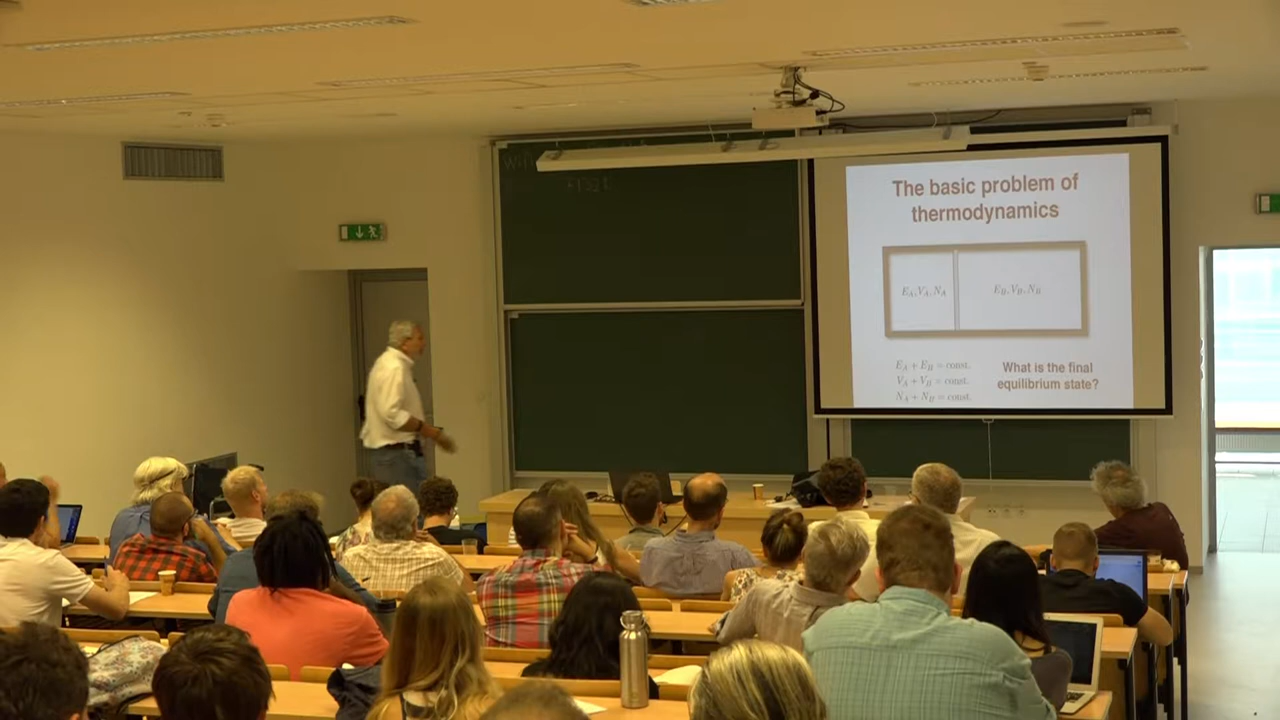 The basic problem of
thermodynamics
E_A, V_A, N_A
E_B, V_B, N_B
E_A + E_B = const.
V_A + V_B = const.
N_A + N_B = const.
What is the final
equilibrium state?